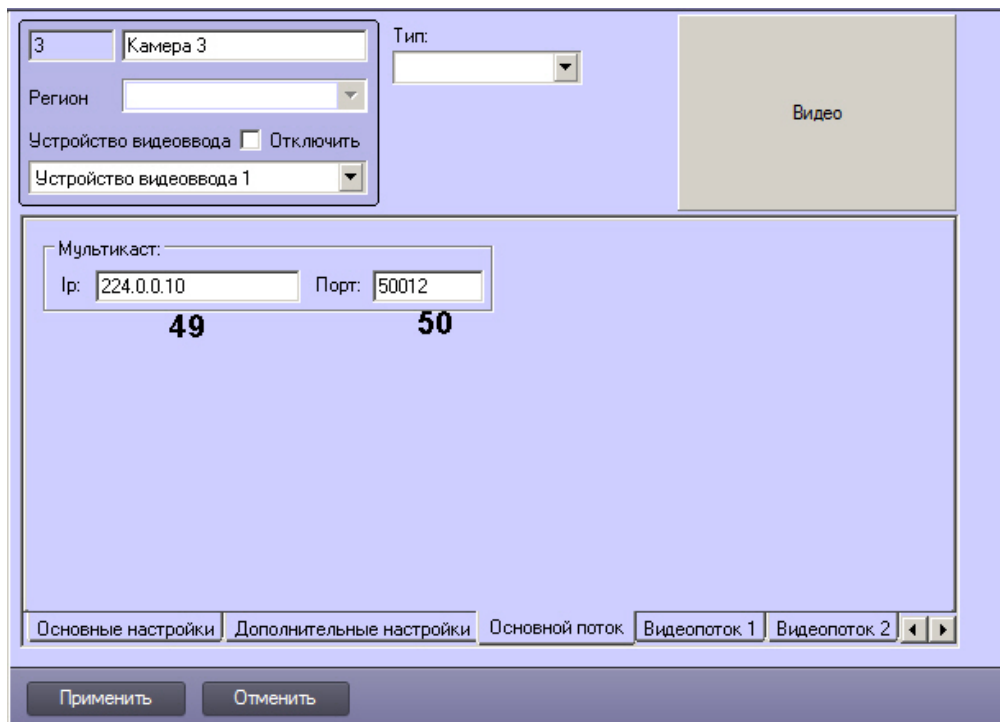 3 Камера 3
Тип:
Регион
Видео
Устройство видеоввода Отключить
Устройство видеоввода 1
Мультикаст:
Ip: 224.0.0.10 Порт: 50012
49 50
Основные настройки Дополнительные настройки Основной поток Видеопоток 1 Видеопоток 2
Применить Отменить